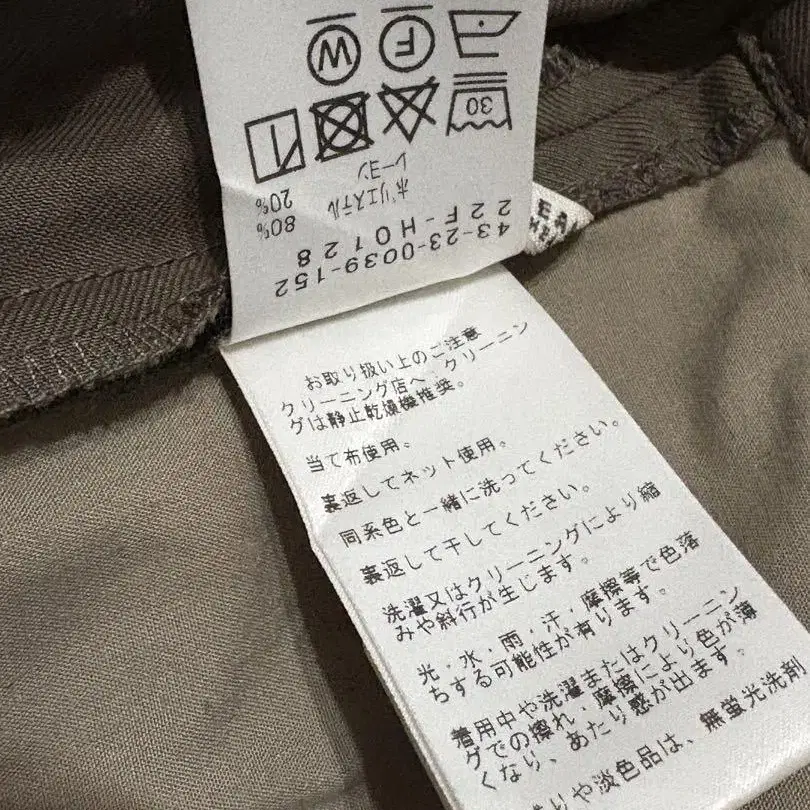 43-23-0039-152
22F-H0128
ポリエステル 80%
レーヨン 20%
30
F
W
お取り扱い上のご注意
クリーニング店へ。クリーニン
グは静止乾燥機推奨。
当て布使用。
裏返してネット使用。
同系色と一緒に洗ってください。
裏返して干してください。
洗濯又はクリーニングにより縮
みや斜行が生じます。
光・水・雨・汗・摩擦等で色落
ちする可能性が有ります。
着用中や洗濯またはクリーニン
グでの擦れ・摩擦により色が薄
くなり、あたり感が出ます。
や淡色品は、無蛍光洗剤